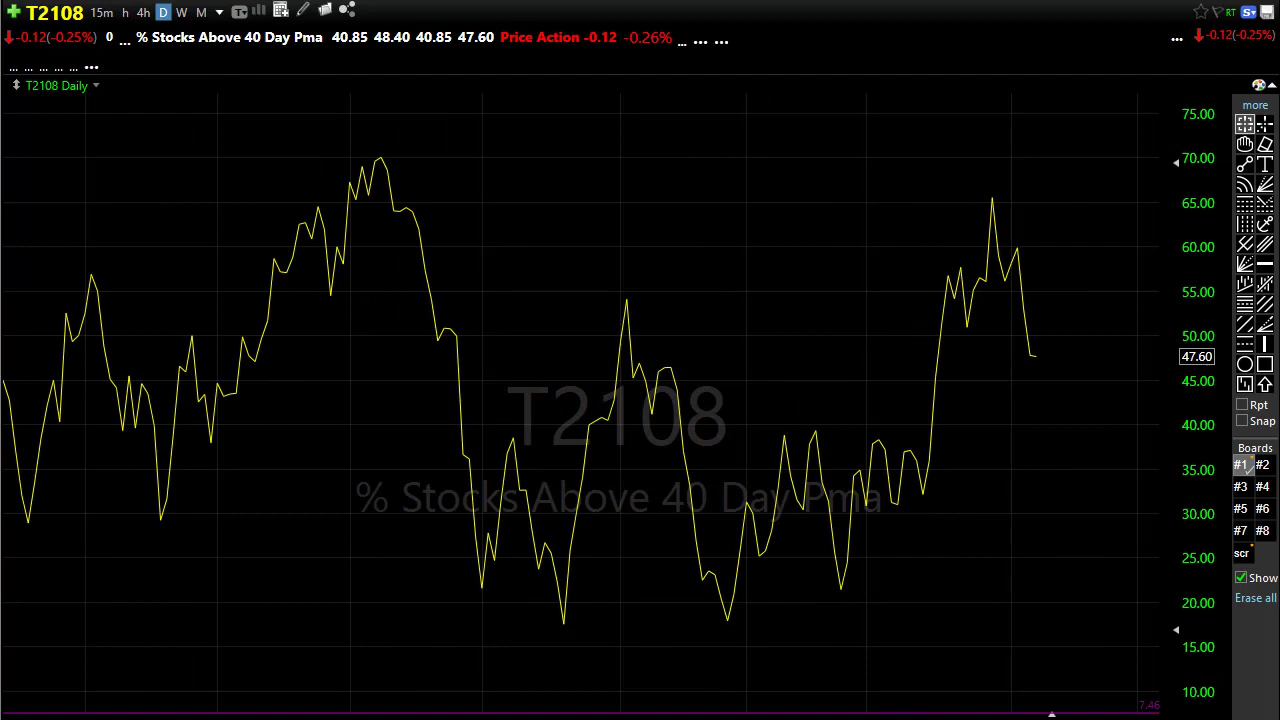 T2108 15m h 4h D W M T RT S
-0.12(-0.25%) 0 ... % Stocks Above 40 Day Pma 40.85 48.40 40.85 47.60 Price Action -0.12 -0.26% ... ... ... ... -0.12(-0.25%)
... ... ... ... ... ...
T2108 Daily
more
75.00
70.00
65.00
60.00
55.00
50.00
47.60
45.00
40.00
35.00
30.00
25.00
20.00
15.00
10.00
7.46
T2108
% Stocks Above 40 Day Pma
T
Rpt
Snap
Boards
#1 #2
#3 #4
#5 #6
#7 #8
scr
Show
Erase all